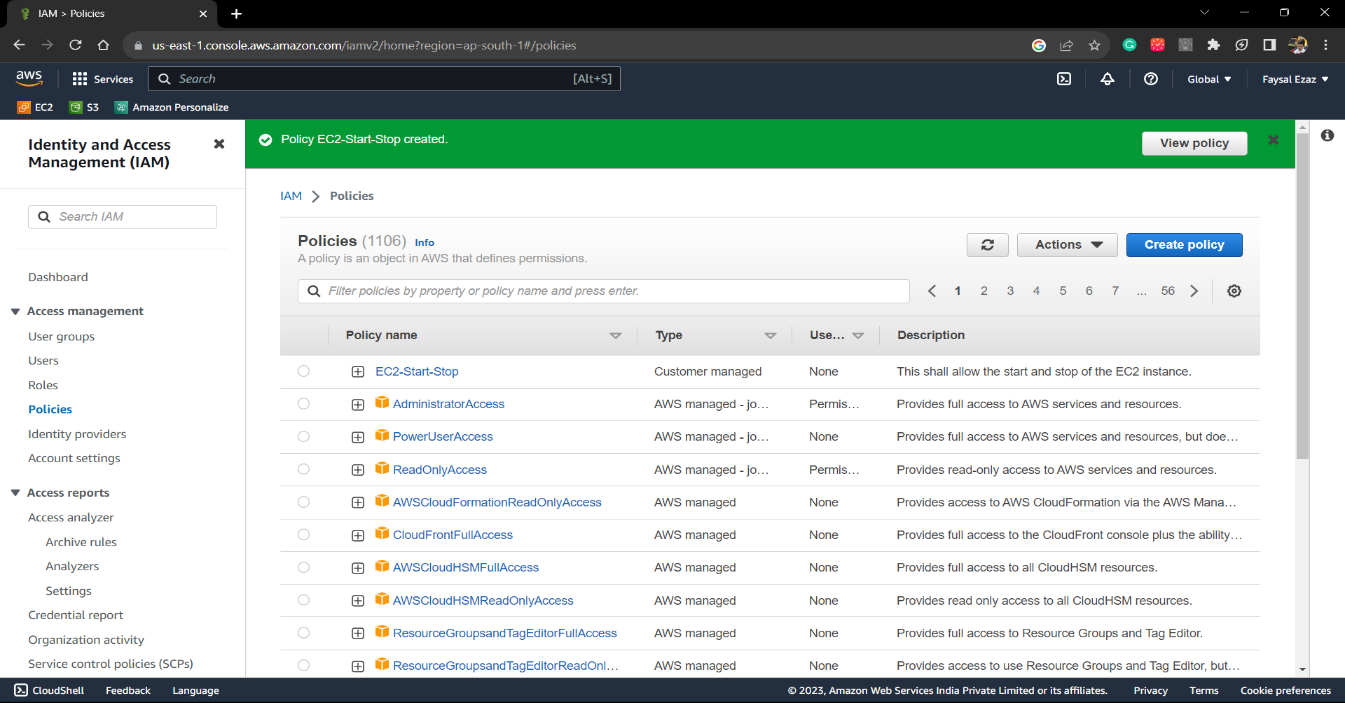 IAM > Policies
us-east-1.console.aws.amazon.com/iamv2/home?region=ap-south-1#/policies
aws Services Search [Alt+S] Global Faysal Ezaz
EC2 S3 Amazon Personalize
Identity and Access Management (IAM)
Search IAM
Dashboard
Access management
User groups
Users
Roles
Policies
Identity providers
Account settings
Access reports
Access analyzer
Archive rules
Analyzers
Settings
Credential report
Organization activity
Service control policies (SCPs)
Policy EC2-Start-Stop created. View policy
IAM > Policies
Policies (1106) Info
A policy is an object in AWS that defines permissions.
Actions Create policy
Filter policies by property or policy name and press enter. 1 2 3 4 5 6 7 ... 56
Policy name Type Use... Description
EC2-Start-Stop Customer managed None This shall allow the start and stop of the EC2 instance.
AdministratorAccess AWS managed - jo... Permis... Provides full access to AWS services and resources.
PowerUserAccess AWS managed - jo... None Provides full access to AWS services and resources, but doe...
ReadOnlyAccess AWS managed - jo... Permis... Provides read-only access to AWS services and resources.
AWSCloudFormationReadOnlyAccess AWS managed None Provides access to AWS CloudFormation via the AWS Mana...
CloudFrontFullAccess AWS managed None Provides full access to the CloudFront console plus the ability...
AWSCloudHSMFullAccess AWS managed None Provides full access to all CloudHSM resources.
AWSCloudHSMReadOnlyAccess AWS managed None Provides read only access to all CloudHSM resources.
ResourceGroupsandTagEditorFullAccess AWS managed None Provides full access to Resource Groups and Tag Editor.
ResourceGroupsandTagEditorReadOnl... AWS managed None Provides access to use Resource Groups and Tag Editor, but...
CloudShell Feedback Language © 2023, Amazon Web Services India Private Limited or its affiliates. Privacy Terms Cookie preferences